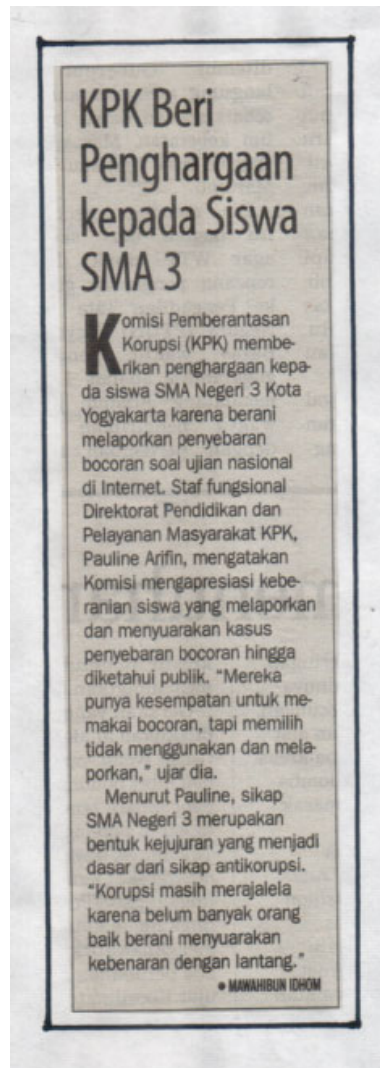 KPK Beri
Penghargaan
kepada Siswa
SMA 3
Komisi Pemberantasan
Korupsi (KPK) membe-
rikan penghargaan kepa-
da siswa SMA Negeri 3 Kota
Yogyakarta karena berani
melaporkan penyebaran
bocoran soal ujian nasional
di Internet. Staf fungsional
Direktorat Pendidikan dan
Pelayanan Masyarakat KPK,
Pauline Arifin, mengatakan
Komisi mengapresiasi kebe-
ranian siswa yang melaporkan
dan menyuarakan kasus
penyebaran bocoran hingga
diketahui publik. “Mereka
punya kesempatan untuk me-
makai bocoran, tapi memilih
tidak menggunakan dan mela-
porkan,” ujar dia.
Menurut Pauline, sikap
SMA Negeri 3 merupakan
bentuk kejujuran yang menjadi
dasar dari sikap antikorupsi.
“Korupsi masih merajalela
karena belum banyak orang
baik berani menyuarakan
kebenaran dengan lantang.”
● MAWAHIBUN IDHOM